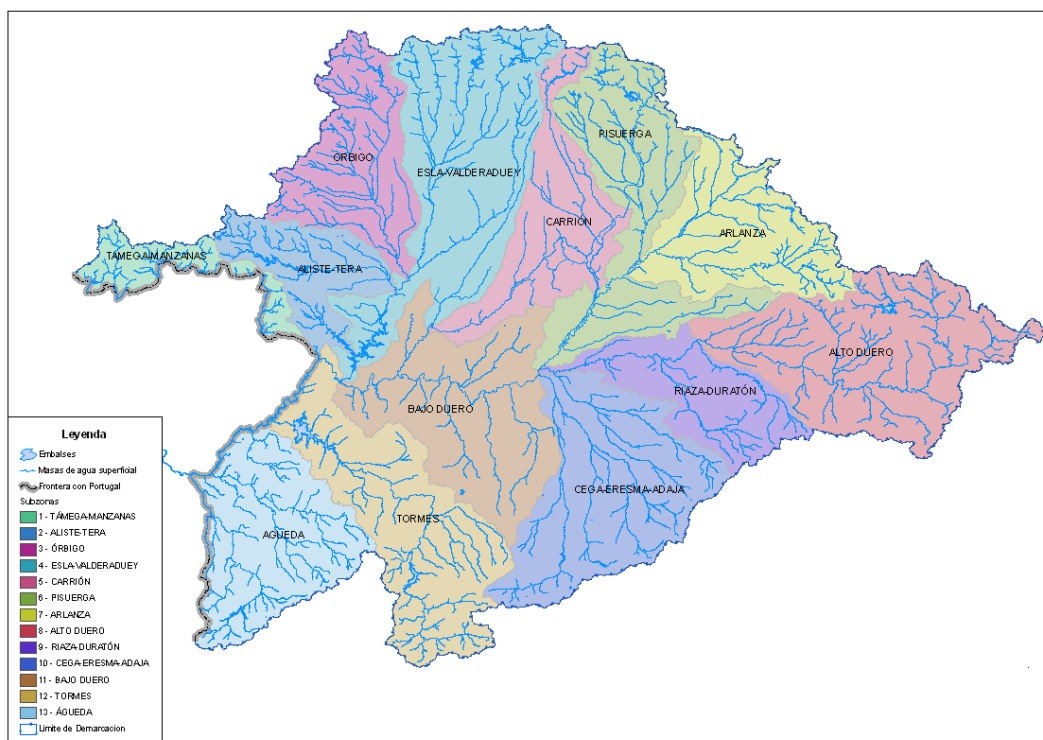 PISUERGA
ÓRBIGO
ESLA-VALDERADUEY
CARRIÓN
ARLANZA
TÁMEGA-MANZANAS
ALISTE-TERA
ALTO DUERO
RIAZA-DURATÓN
BAJO DUERO
CEGA-ERESMA-ADAJA
TORMES
AGUEDA
Leyenda
Embalses
Masas de agua superficial
Frontera con Portugal
Subzonas
1 - TÁMEGA-MANZANAS
2 - ALISTE-TERA
3 - ÓRBIGO
4 - ESLA-VALDERADUEY
5 - CARRIÓN
6 - PISUERGA
7 - ARLANZA
8 - ALTO DUERO
9 - RIAZA-DURATÓN
10 - CEGA-ERESMA-ADAJA
11 - BAJO DUERO
12 - TORMES
13 - ÁGUEDA
Limite de Demarcacion